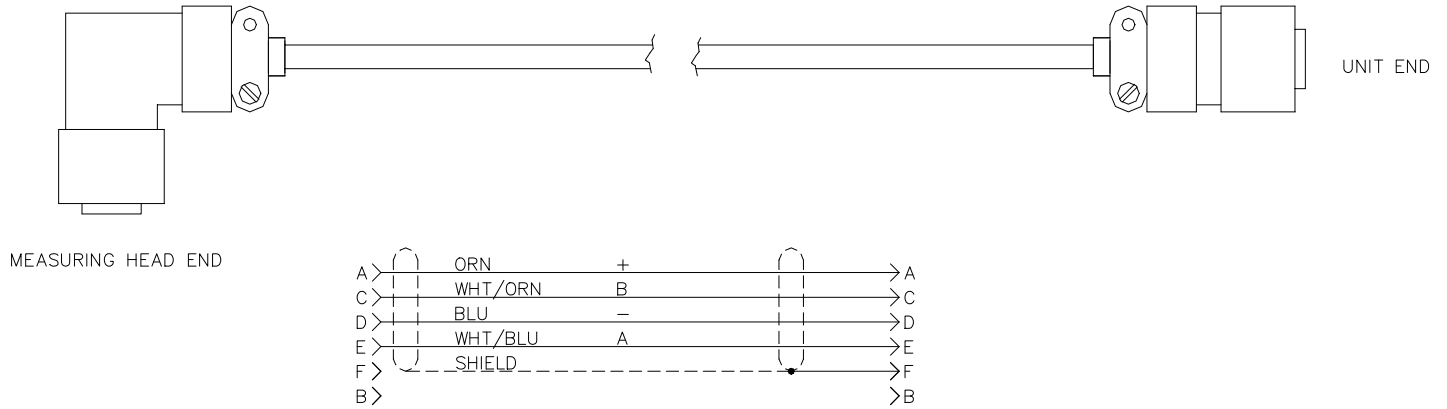 UNIT END
MEASURING HEAD END
A ORN + A
C WHT/ORN B C
D BLU - D
E WHT/BLU A E
F SHIELD F
B B